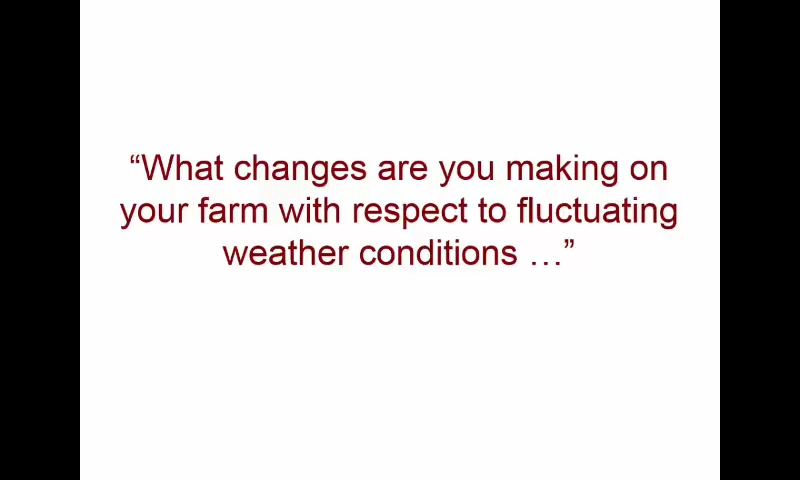 “What changes are you making on
your farm with respect to fluctuating
weather conditions …”